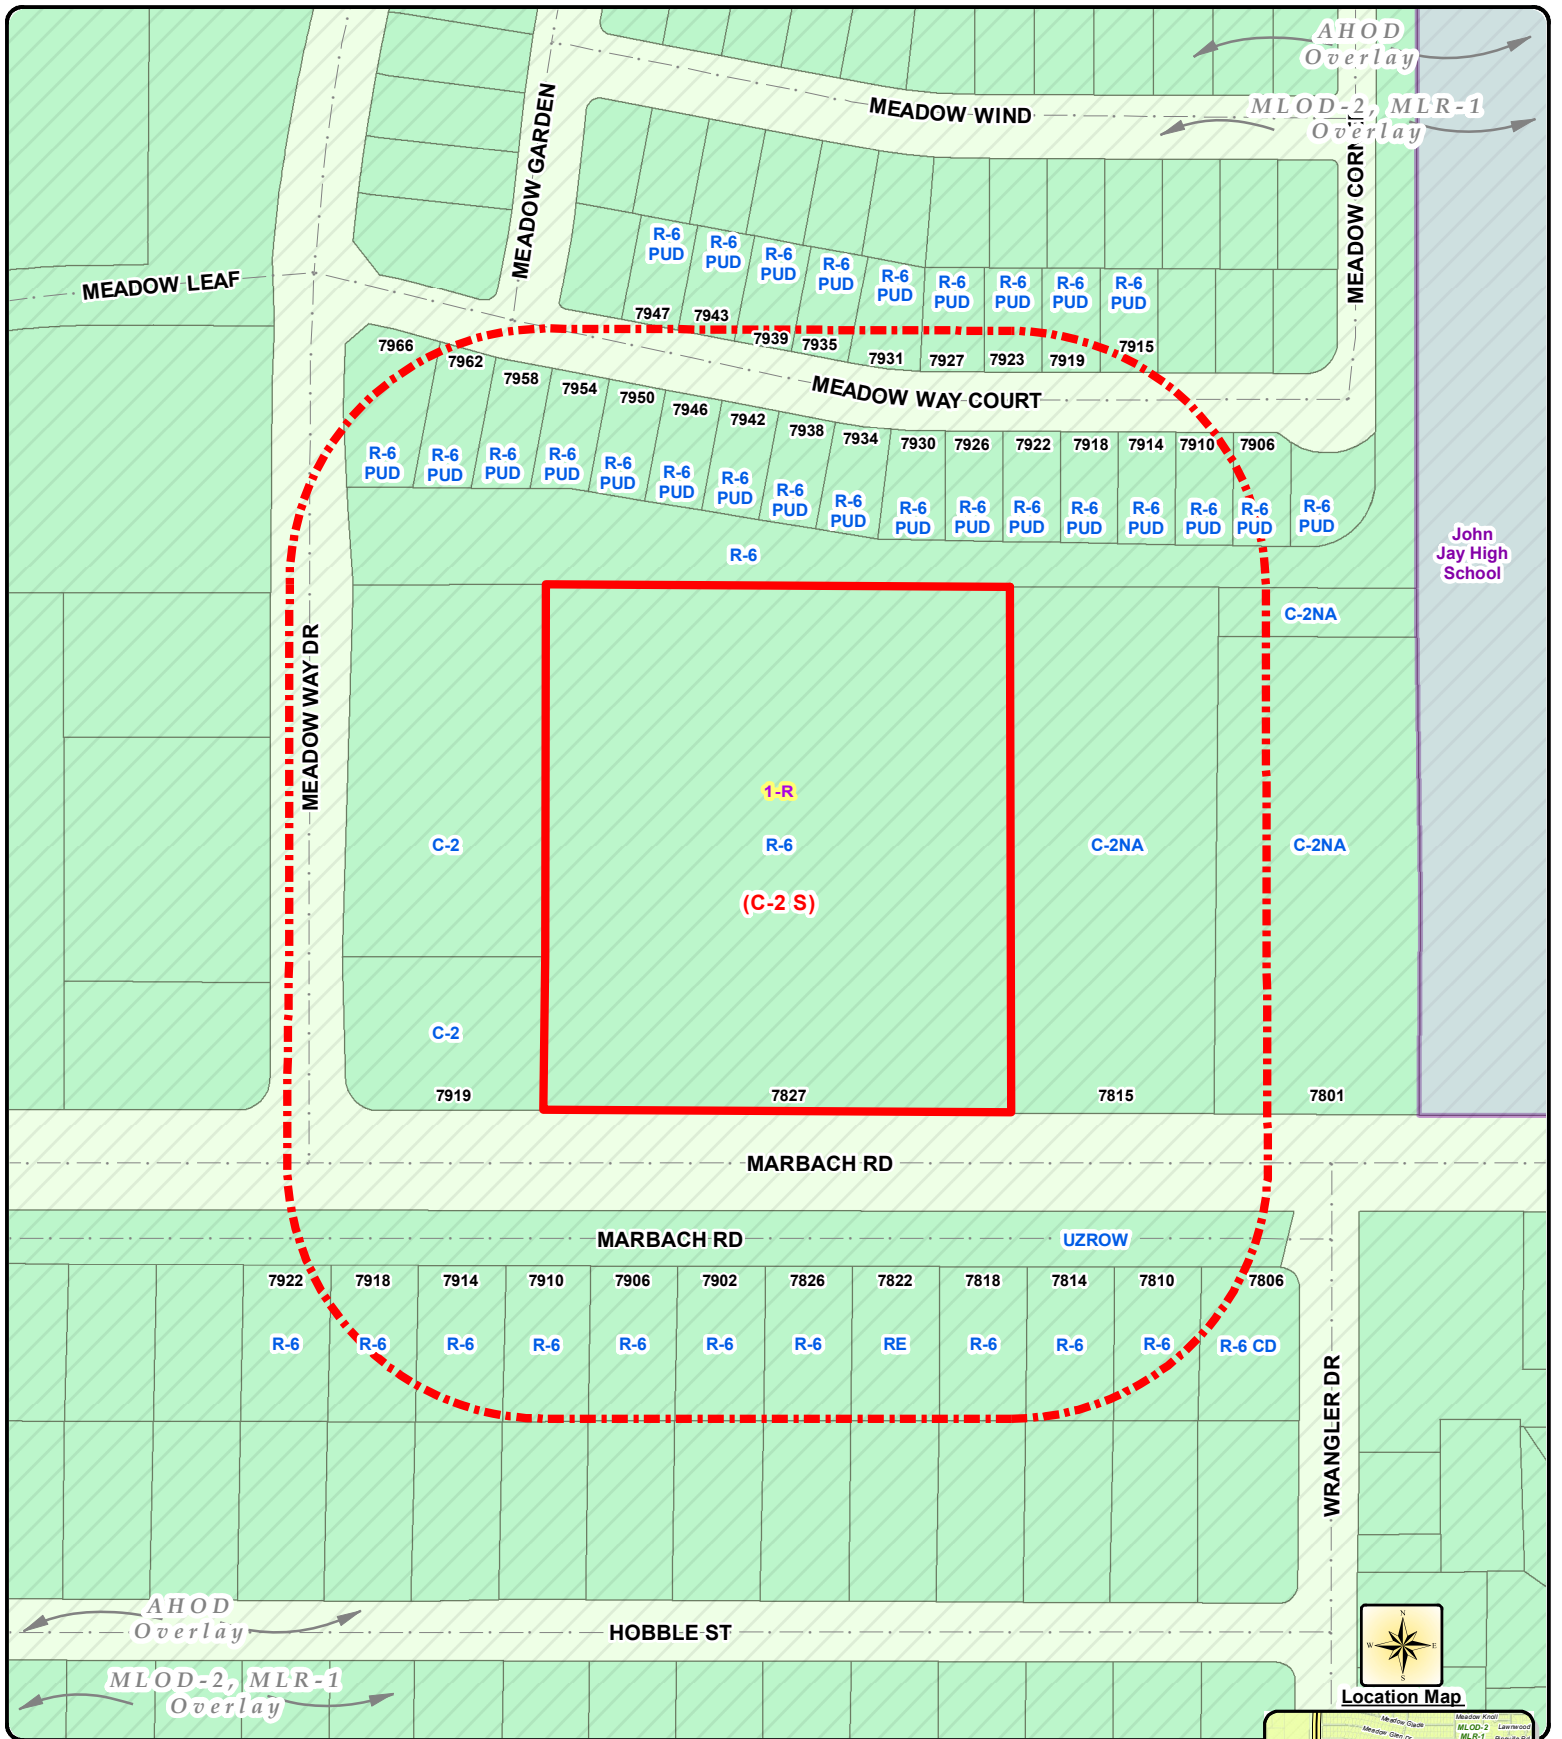 AHOD
Overlay
MLOD-2, MLR-1
Overlay
MEADOW WIND
MEADOW GARDEN
MEADOW LEAF
R-6
PUD
R-6
PUD
R-6
PUD
R-6
PUD
R-6
PUD
R-6
PUD
R-6
PUD
R-6
PUD
R-6
PUD
7947
7943
7939
7935
7931
7927
7923
7919
7915
7966
7962
7958
7954
7950
7946
7942
7938
7934
7930
7926
7922
7918
7914
7910
7906
MEADOW WAY COURT
R-6
PUD
R-6
PUD
R-6
PUD
R-6
PUD
R-6
PUD
R-6
PUD
R-6
PUD
R-6
PUD
R-6
PUD
R-6
PUD
R-6
PUD
R-6
PUD
R-6
PUD
R-6
PUD
R-6
PUD
R-6
PUD
R-6
PUD
R-6
John
Jay High
School
C-2NA
MEADOW WAY DR
1-R
C-2
R-6
C-2NA
C-2NA
(C-2 S)
C-2
7919
7827
7815
7801
MARBACH RD
MARBACH RD
UZROW
7922
7918
7914
7910
7906
7902
7826
7822
7818
7814
7810
7806
R-6
R-6
R-6
R-6
R-6
R-6
R-6
RE
R-6
R-6
R-6
R-6 CD
WRANGLER DR
AHOD
Overlay
HOBBLE ST
MLOD-2, MLR-1
Overlay
N
W
E
S
Location Map
Meadow Knoll
Meadow Glade
MLOD-2
Lawnwood
MLR-1